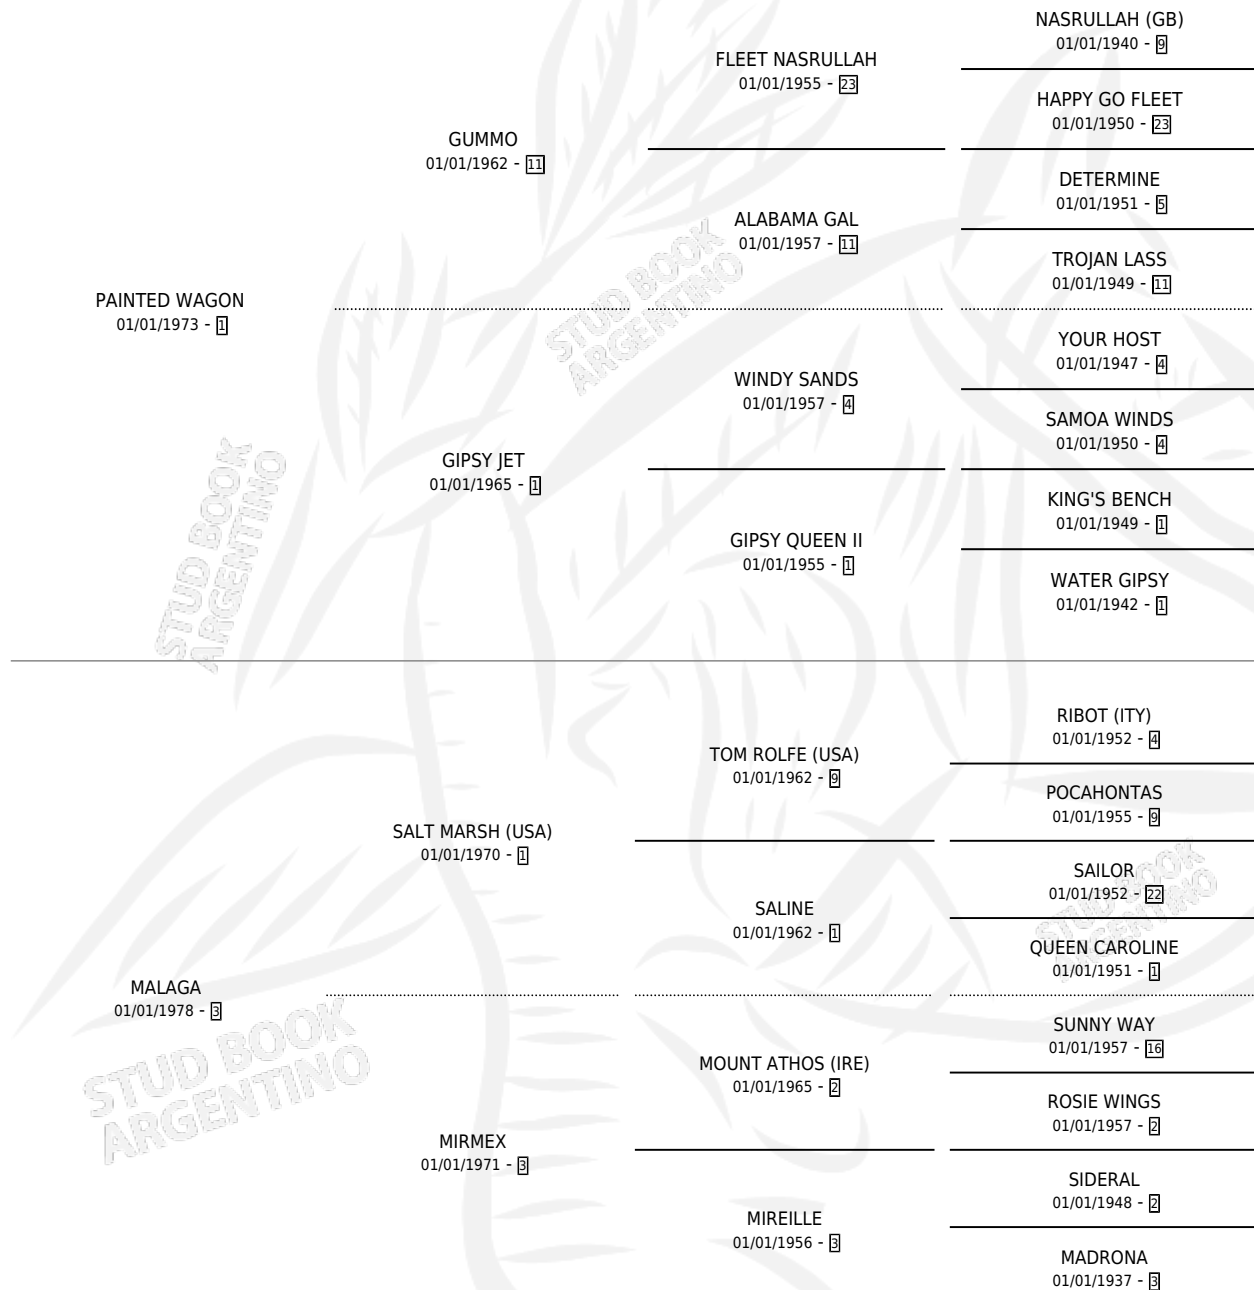 NASRULLAH (GB)
01/01/1940 - 9
FLEET NASRULLAH
01/01/1955 - 23
HAPPY GO FLEET
01/01/1950 - 23
GUMMO
01/01/1962 - 11
DETERMINE
01/01/1951 - 5
ALABAMA GAL
01/01/1957 - 11
TROJAN LASS
01/01/1949 - 11
PAINTED WAGON
01/01/1973 - 1
YOUR HOST
01/01/1947 - 4
WINDY SANDS
01/01/1957 - 4
SAMOA WINDS
01/01/1950 - 4
GIPSY JET
01/01/1965 - 1
KING'S BENCH
01/01/1949 - 1
GIPSY QUEEN II
01/01/1955 - 1
WATER GIPSY
01/01/1942 - 1
RIBOT (ITY)
01/01/1952 - 4
TOM ROLFE (USA)
01/01/1962 - 9
POCAHONTAS
01/01/1955 - 9
SALT MARSH (USA)
01/01/1970 - 1
SAILOR
01/01/1952 - 22
SALINE
01/01/1962 - 1
QUEEN CAROLINE
01/01/1951 - 1
MALAGA
01/01/1978 - 3
SUNNY WAY
01/01/1957 - 16
MOUNT ATHOS (IRE)
01/01/1965 - 2
ROSIE WINGS
01/01/1957 - 2
MIRMEX
01/01/1971 - 3
SIDERAL
01/01/1948 - 2
MIREILLE
01/01/1956 - 3
MADRONA
01/01/1937 - 3
STUD BOOK
ARGENTINO
STUD BOOK
ARGENTINO
STUD BOOK
ARGENTINO
STUD BOOK
ARGENTINO